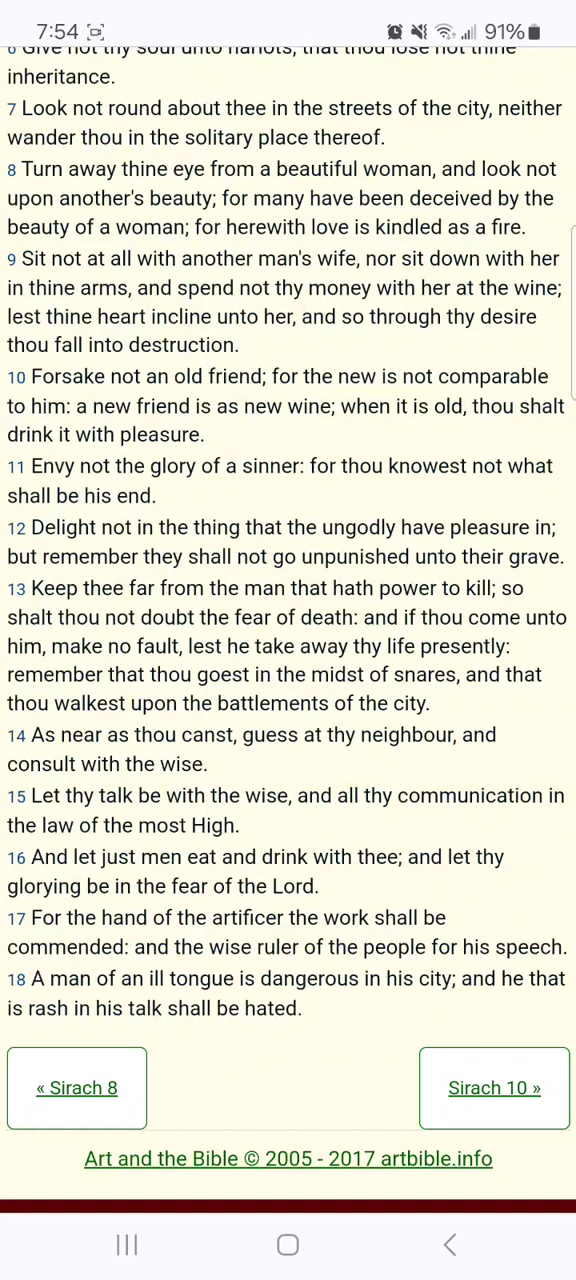 7:54 91%
6 Give not thy soul unto harlots, that thou lose not thine
inheritance.
7 Look not round about thee in the streets of the city, neither
wander thou in the solitary place thereof.
8 Turn away thine eye from a beautiful woman, and look not
upon another's beauty; for many have been deceived by the
beauty of a woman; for herewith love is kindled as a fire.
9 Sit not at all with another man's wife, nor sit down with her
in thine arms, and spend not thy money with her at the wine;
lest thine heart incline unto her, and so through thy desire
thou fall into destruction.
10 Forsake not an old friend; for the new is not comparable
to him: a new friend is as new wine; when it is old, thou shalt
drink it with pleasure.
11 Envy not the glory of a sinner: for thou knowest not what
shall be his end.
12 Delight not in the thing that the ungodly have pleasure in;
but remember they shall not go unpunished unto their grave.
13 Keep thee far from the man that hath power to kill; so
shalt thou not doubt the fear of death: and if thou come unto
him, make no fault, lest he take away thy life presently:
remember that thou goest in the midst of snares, and that
thou walkest upon the battlements of the city.
14 As near as thou canst, guess at thy neighbour, and
consult with the wise.
15 Let thy talk be with the wise, and all thy communication in
the law of the most High.
16 And let just men eat and drink with thee; and let thy
glorying be in the fear of the Lord.
17 For the hand of the artificer the work shall be
commended: and the wise ruler of the people for his speech.
18 A man of an ill tongue is dangerous in his city; and he that
is rash in his talk shall be hated.
« Sirach 8
Sirach 10 »
Art and the Bible © 2005 - 2017 artbible.info